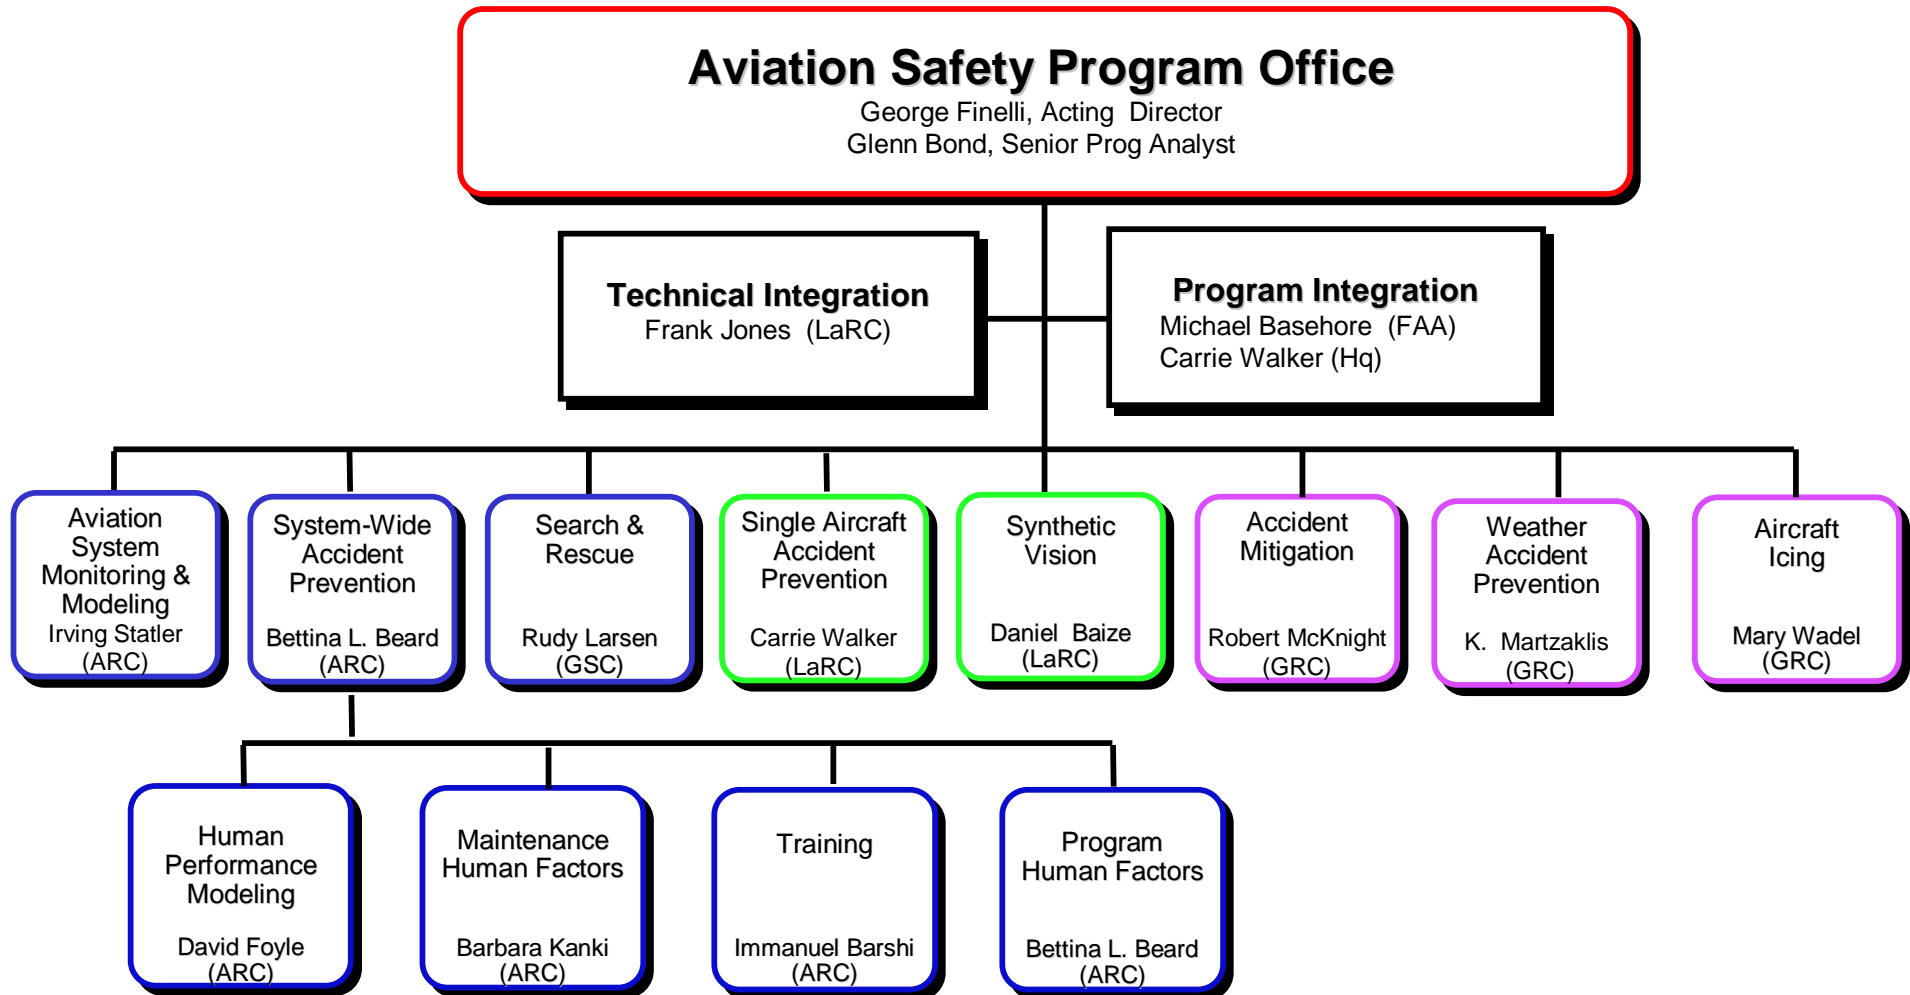 Aviation Safety Program Office
George Finelli, Acting Director
Glenn Bond, Senior Prog Analyst
Technical Integration
Frank Jones (LaRC)
Program Integration
Michael Basehore (FAA)
Carrie Walker (Hq)
Aviation
System
Monitoring &
Modeling
Irving Statler
(ARC)
System-Wide
Accident
Prevention
Bettina L. Beard
(ARC)
Search &
Rescue
Rudy Larsen
(GSC)
Single Aircraft
Accident
Prevention
Carrie Walker
(LaRC)
Synthetic
Vision
Daniel Baize
(LaRC)
Accident
Mitigation
Robert McKnight
(GRC)
Weather
Accident
Prevention
K. Martzaklis
(GRC)
Aircraft
Icing
Mary Wadel
(GRC)
Human
Performance
Modeling
David Foyle
(ARC)
Maintenance
Human Factors
Barbara Kanki
(ARC)
Training
Immanuel Barshi
(ARC)
Program
Human Factors
Bettina L. Beard
(ARC)